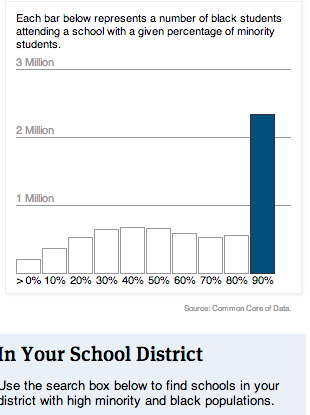 Each bar below represents a number of black students
attending a school with a given percentage of minority
students.
3 Million
2 Million
1 Million
> 0% 10% 20% 30% 40% 50% 60% 70% 80% 90%
Source: Common Core of Data.
In Your School District
Use the search box below to find schools in your
district with high minority and black populations.